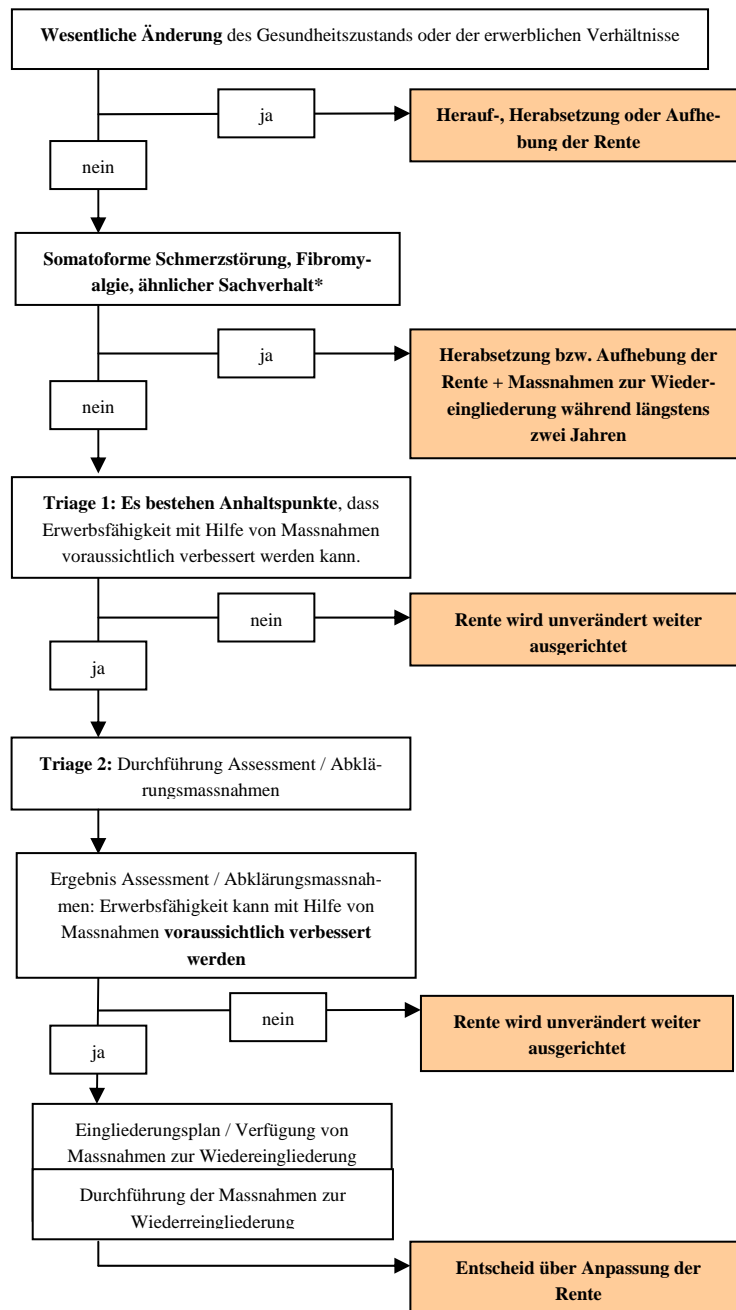 Wesentliche Änderung des Gesundheitszustands oder der erwerblichen Verhältnisse
ja
Herauf-, Herabsetzung oder Aufhe-
bung der Rente
nein
Somatoforme Schmerzstörung, Fibromy-
algie, ähnlicher Sachverhalt*
ja
Herabsetzung bzw. Aufhebung der
Rente + Massnahmen zur Wieder-
eingliederung während längstens
zwei Jahren
nein
Triage 1: Es bestehen Anhaltspunkte, dass
Erwerbsfähigkeit mit Hilfe von Massnahmen
voraussichtlich verbessert werden kann.
nein
Rente wird unverändert weiter
ausgerichtet
ja
Triage 2: Durchführung Assessment / Abklä-
rungsmassnahmen
Ergebnis Assessment / Abklärungsmassnah-
men: Erwerbsfähigkeit kann mit Hilfe von
Massnahmen voraussichtlich verbessert
werden
nein
Rente wird unverändert weiter
ausgerichtet
ja
Eingliederungsplan / Verfügung von
Massnahmen zur Wiedereingliederung
Durchführung der Massnahmen zur
Wiederreingliederung
Entscheid über Anpassung der
Rente